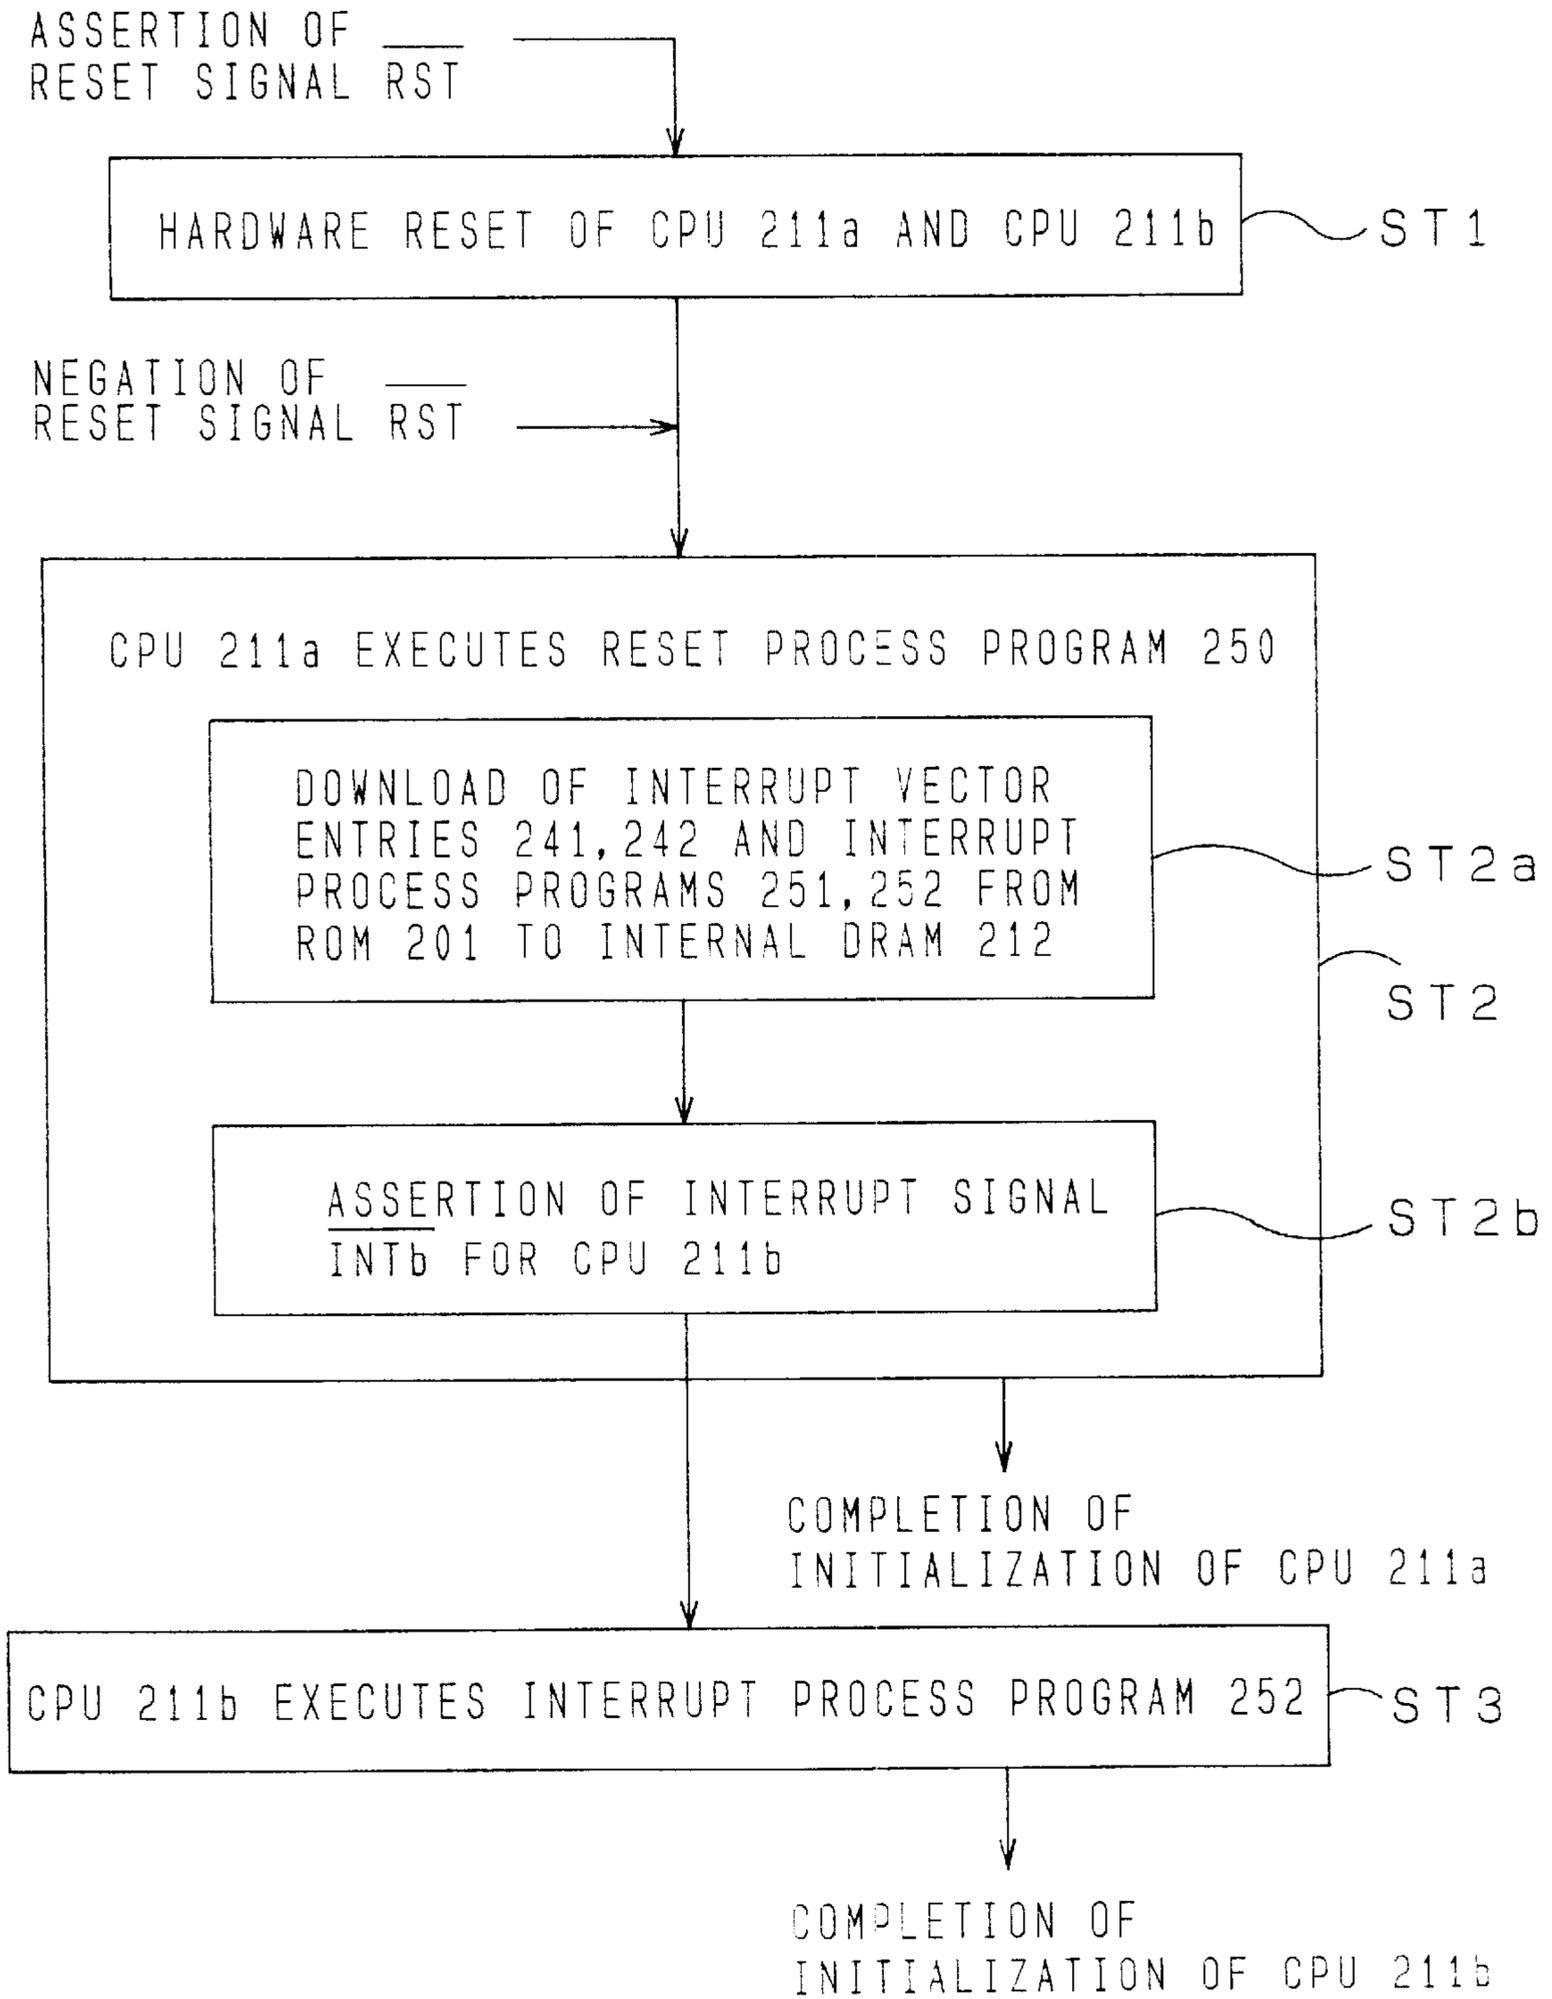 ASSERTION OF
RESET SIGNAL R̅S̅T̅
HARDWARE RESET OF CPU 211a AND CPU 211b
ST1
NEGATION OF
RESET SIGNAL R̅S̅T̅
CPU 211a EXECUTES RESET PROCESS PROGRAM 250
DOWNLOAD OF INTERRUPT VECTOR
ENTRIES 241,242 AND INTERRUPT
PROCESS PROGRAMS 251,252 FROM
ROM 201 TO INTERNAL DRAM 212
ST2a
ST2
ASSERTION OF INTERRUPT SIGNAL
I̅N̅T̅b̅ FOR CPU 211b
ST2b
COMPLETION OF
INITIALIZATION OF CPU 211a
CPU 211b EXECUTES INTERRUPT PROCESS PROGRAM 252
ST3
COMPLETION OF
INITIALIZATION OF CPU 211b